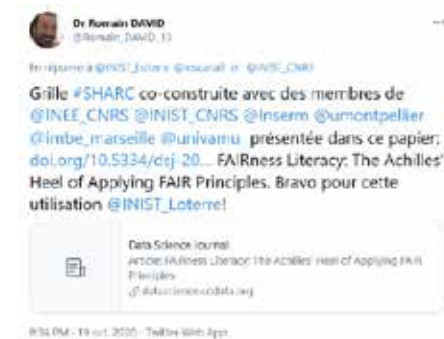 Dr Romain DAVID
@Romain_DAVID_13
En réponse à @INIST_Loterre @INIST_CNRS
Grille #SHARC co-construite avec des membres de
@INEE_CNRS @INIST_CNRS @Inserm @umontpellier
@imbe_marseille @univamu présentée dans ce papier:
doi.org/10.5334/dsj-20... FAIRness Literacy: The Achilles'
Heel of Applying FAIR Principles. Bravo pour cette
utilisation @INIST_Loterre!
Data Science Journal
Article: FAIRness Literacy: The Achilles' Heel of Applying FAIR
Principles
datascience.codata.org
8:34 PM · 19 oct. 2020 · Twitter Web App